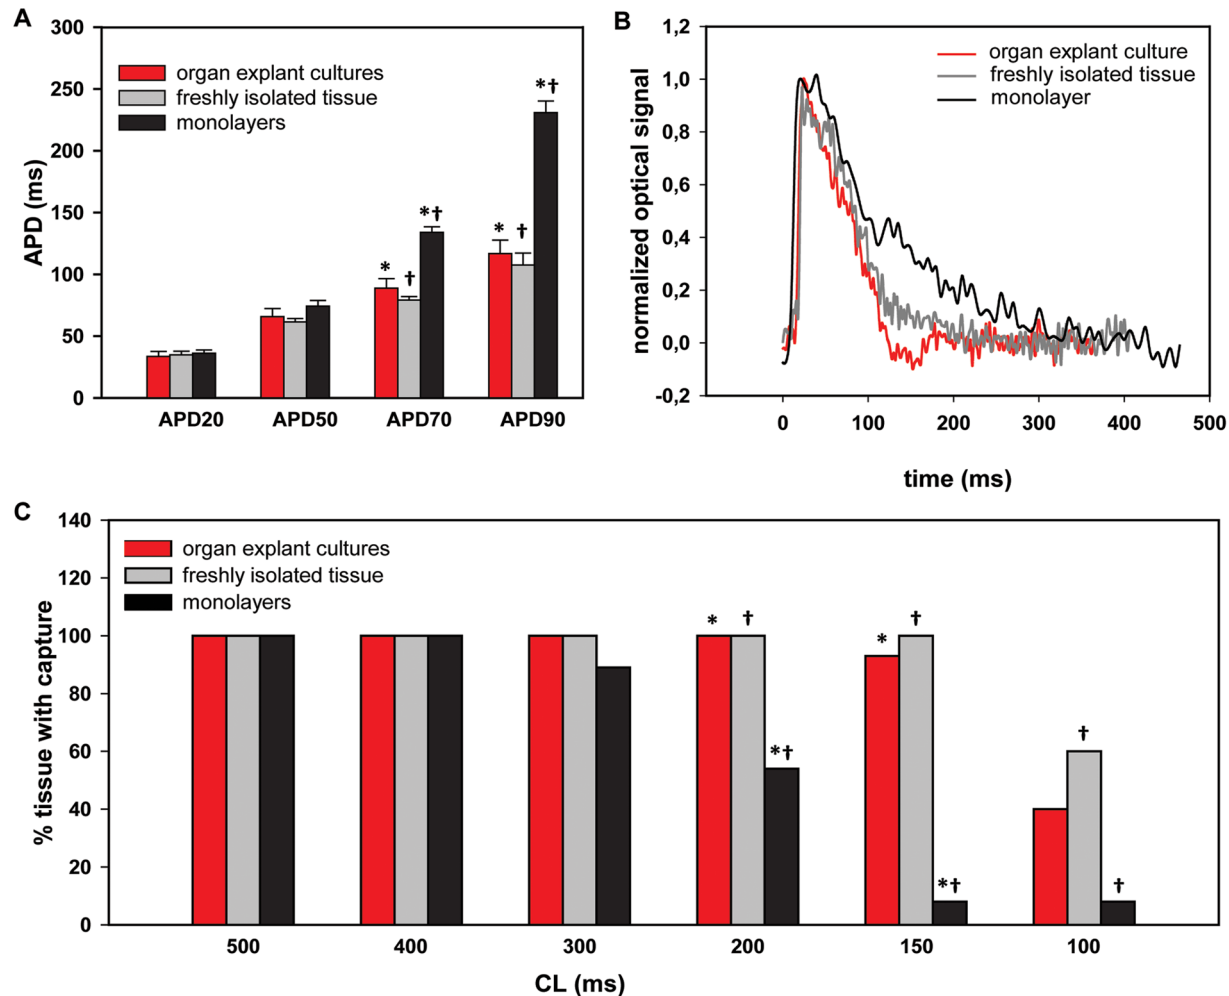 A
300
250
200
150
100
50
0
APD (ms)
organ explant cultures
freshly isolated tissue
monolayers
* †
* † *†
* †
APD20 APD50 APD70 APD90
B
1,2
1,0
0,8
0,6
0,4
0,2
0,0
-0,2
normalized optical signal
organ explant culture
freshly isolated tissue
monolayer
0 100 200 300 400 500
time (ms)
C
140
120
100
80
60
40
20
0
% tissue with capture
organ explant cultures
freshly isolated tissue
monolayers
* † *†
* † *†
† †
500 400 300 200 150 100
CL (ms)